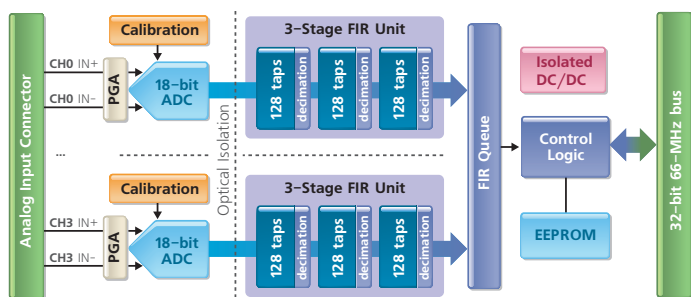 Analog Input Connector
CH0 IN+
CH0 IN-
...
CH3 IN+
CH3 IN-
PGA
Calibration
18-bit
ADC
PGA
Calibration
18-bit
ADC
Optical Isolation
3-Stage FIR Unit
128 taps
decimation
128 taps
decimation
128 taps
decimation
3-Stage FIR Unit
128 taps
decimation
128 taps
decimation
128 taps
decimation
FIR Queue
Isolated
DC/DC
Control
Logic
EEPROM
32-bit 66-MHz bus